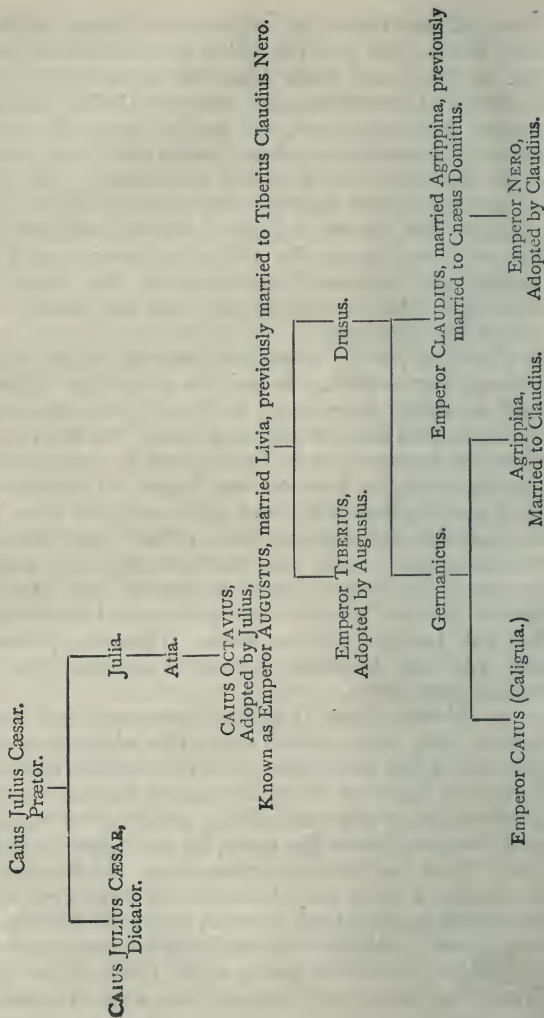 Caius Julius Cæsar.
Prætor.
CAIUS JULIUS CÆSAR,
Dictator.
Julia.
Atia.
CAIUS OCTAVIUS,
Adopted by Julius,
Known as Emperor AUGUSTUS, married Livia, previously married to Tiberius Claudius Nero.
Emperor TIBERIUS,
Adopted by Augustus.
Drusus.
Germanicus.
Emperor CLAUDIUS, married Agrippina, previously
married to Cnæus Domitius.
Emperor CAIUS (Caligula.)
Agrippina,
Married to Claudius.
Emperor NERO,
Adopted by Claudius.